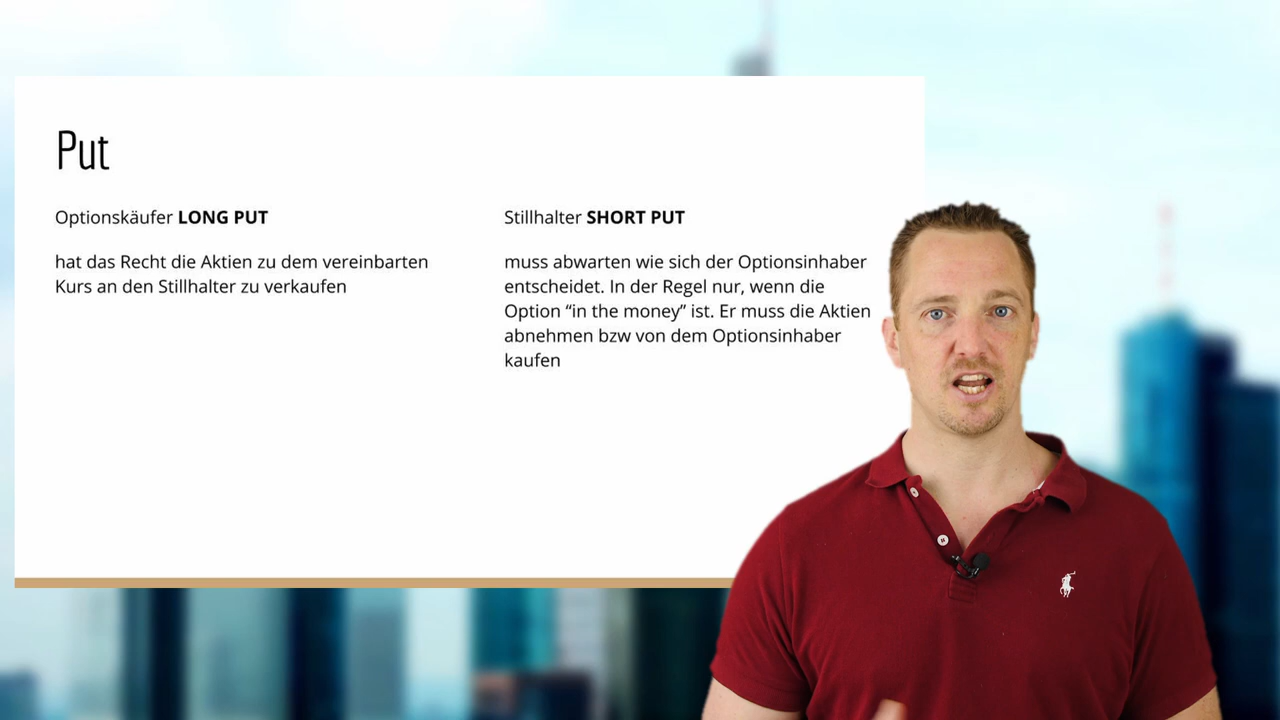 Put
Optionskäufer LONG PUT
hat das Recht die Aktien zu dem vereinbarten
Kurs an den Stillhalter zu verkaufen
Stillhalter SHORT PUT
muss abwarten wie sich der Optionsinhaber
entscheidet. In der Regel nur, wenn die
Option “in the money” ist. Er muss die Aktien
abnehmen bzw von dem Optionsinhaber
kaufen